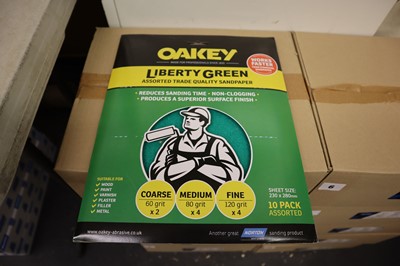 OAKEY
LIBERTY GREEN
ASSORTED TRADE QUALITY SANDPAPER
WORKS
FASTER
• REDUCES SANDING TIME • NON-CLOGGING •
• PRODUCES A SUPERIOR SURFACE FINISH •
SUITABLE FOR
✓ WOOD
✓ PAINT
✓ VARNISH
✓ PLASTER
✓ FILLER
✓ METAL
COARSE
60 grit
x 2
MEDIUM
80 grit
x 4
FINE
120 grit
x 4
SHEET SIZE:
230 x 280mm
10 PACK
ASSORTED
www.oakey-abrasive.co.uk
Another great NORTON sanding product
6